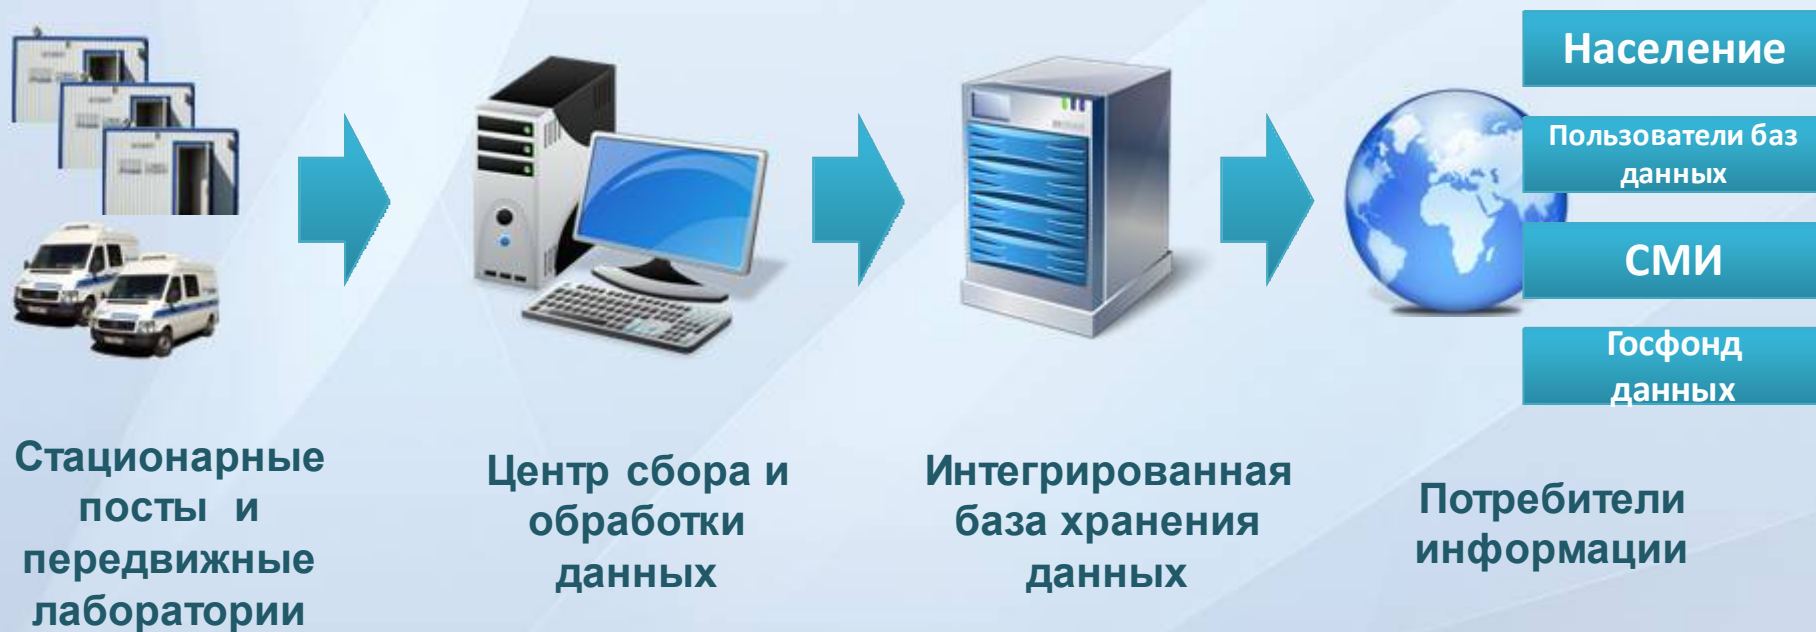 Население
Пользователи баз
данных
СМИ
Госфонд
данных
Стационарные
посты и
передвижные
лаборатории
Центр сбора и
обработки
данных
Интегрированная
база хранения
данных
Потребители
информации